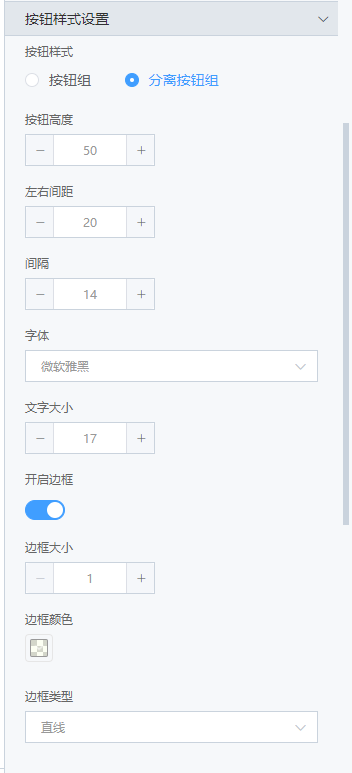 按钮样式设置
按钮样式
按钮组 分离按钮组
按钮高度
− 50 +
左右间距
− 20 +
间隔
− 14 +
字体
微软雅黑
文字大小
− 17 +
开启边框
边框大小
− 1 +
边框颜色
边框类型
直线